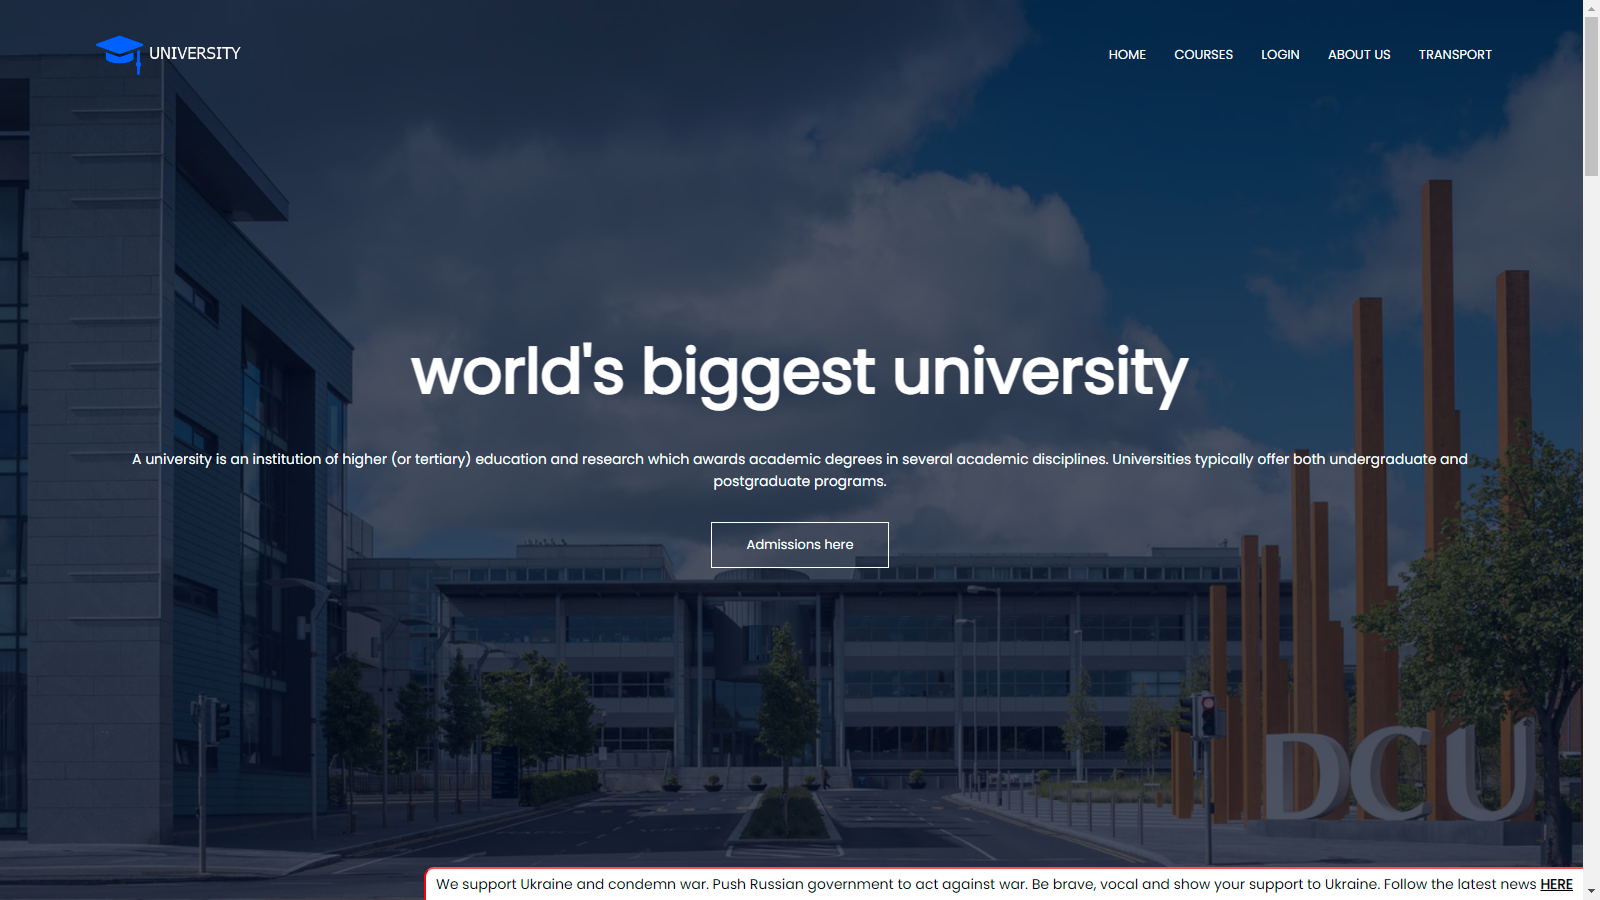 UNIVERSITY
HOME COURSES LOGIN ABOUT US TRANSPORT
world's biggest university
A university is an institution of higher (or tertiary) education and research which awards academic degrees in several academic disciplines. Universities typically offer both undergraduate and
postgraduate programs.
Admissions here
DCU
We support Ukraine and condemn war. Push Russian government to act against war. Be brave, vocal and show your support to Ukraine. Follow the latest news HERE